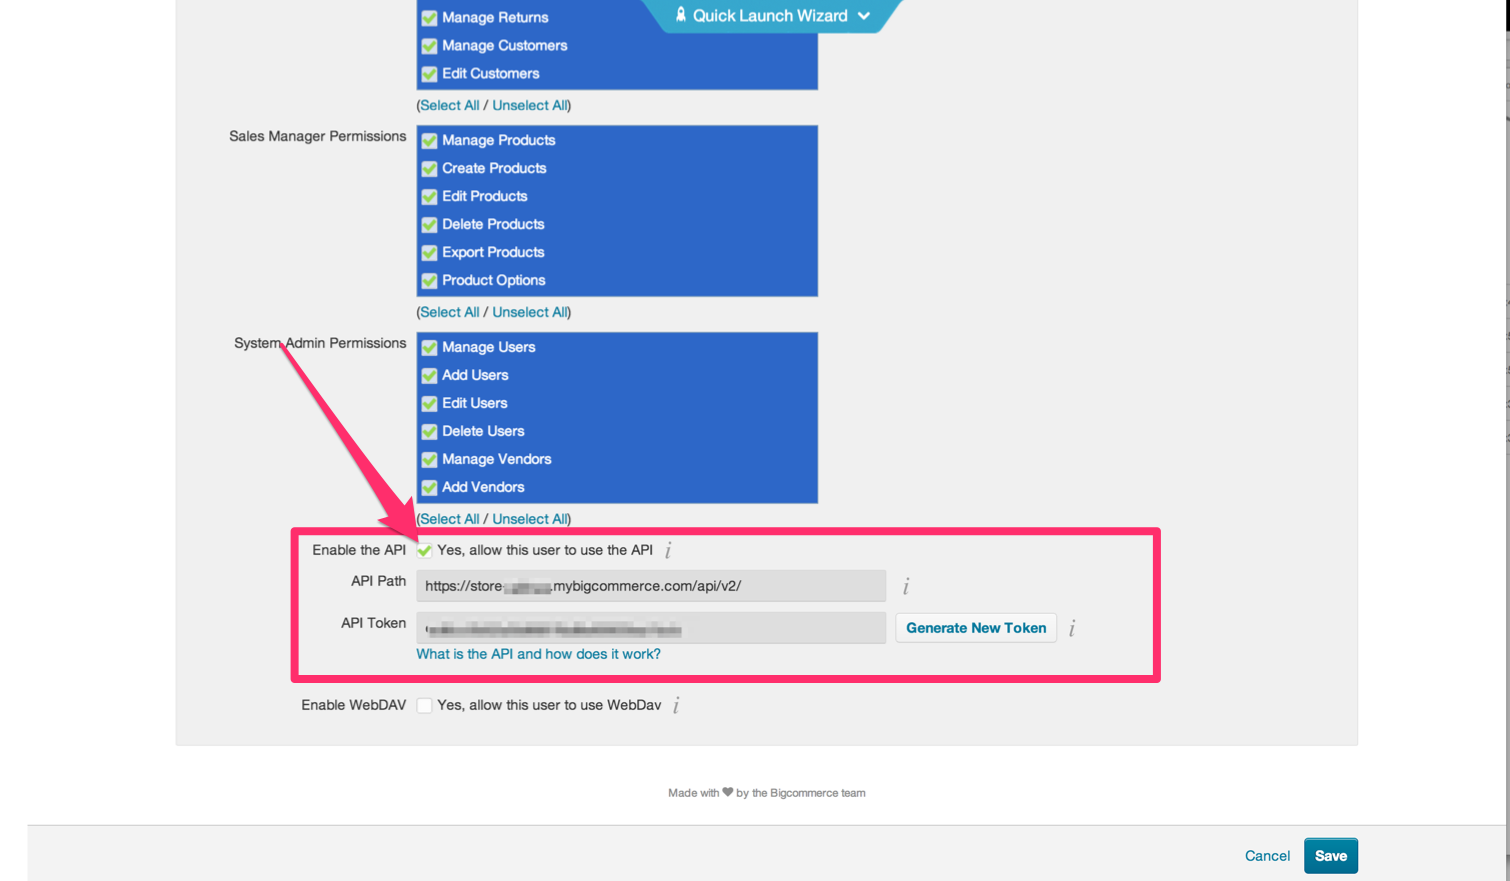 Quick Launch Wizard
Manage Returns
Manage Customers
Edit Customers
(Select All / Unselect All)
Sales Manager Permissions
Manage Products
Create Products
Edit Products
Delete Products
Export Products
Product Options
(Select All / Unselect All)
System Admin Permissions
Manage Users
Add Users
Edit Users
Delete Users
Manage Vendors
Add Vendors
(Select All / Unselect All)
Enable the API Yes, allow this user to use the API i
API Path https://store- .mybigcommerce.com/api/v2/ i
API Token Generate New Token i
What is the API and how does it work?
Enable WebDAV Yes, allow this user to use WebDav i
Made with ♥ by the Bigcommerce team
Cancel Save